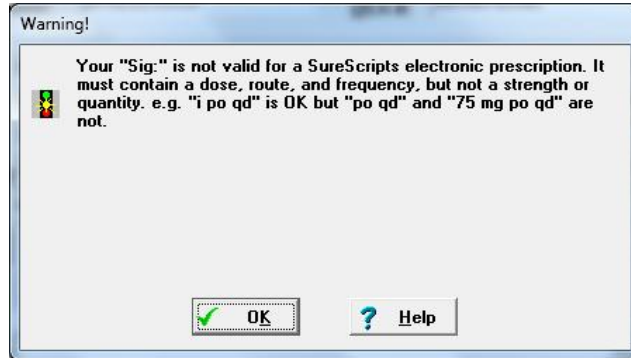 Warning!
Your "Sig:" is not valid for a SureScripts electronic prescription. It
must contain a dose, route, and frequency, but not a strength or
quantity. e.g. "i po qd" is OK but "po qd" and "75 mg po qd" are
not.
OK
? Help